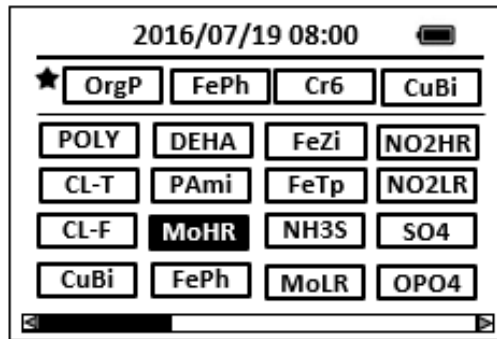 2016/07/19 08:00
OrgP FePh Cr6 CuBi
POLY DEHA FeZi NO2HR
CL-T PAmi FeTp NO2LR
CL-F MoHR NH3S SO4
CuBi FePh MoLR OPO4